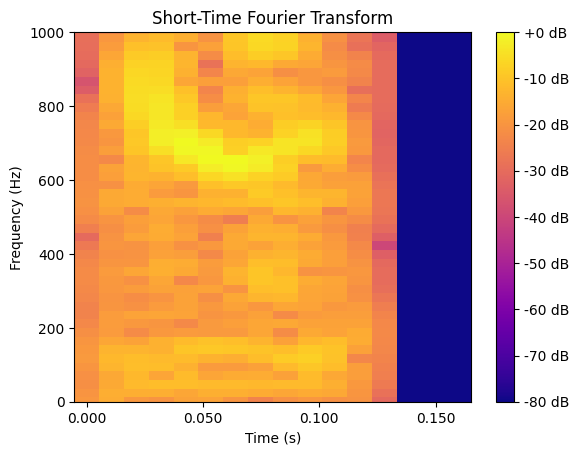 Short-Time Fourier Transform
1000
800
600
400
200
0
Frequency (Hz)
0.000
0.050
0.100
0.150
Time (s)
+0 dB
-10 dB
-20 dB
-30 dB
-40 dB
-50 dB
-60 dB
-70 dB
-80 dB